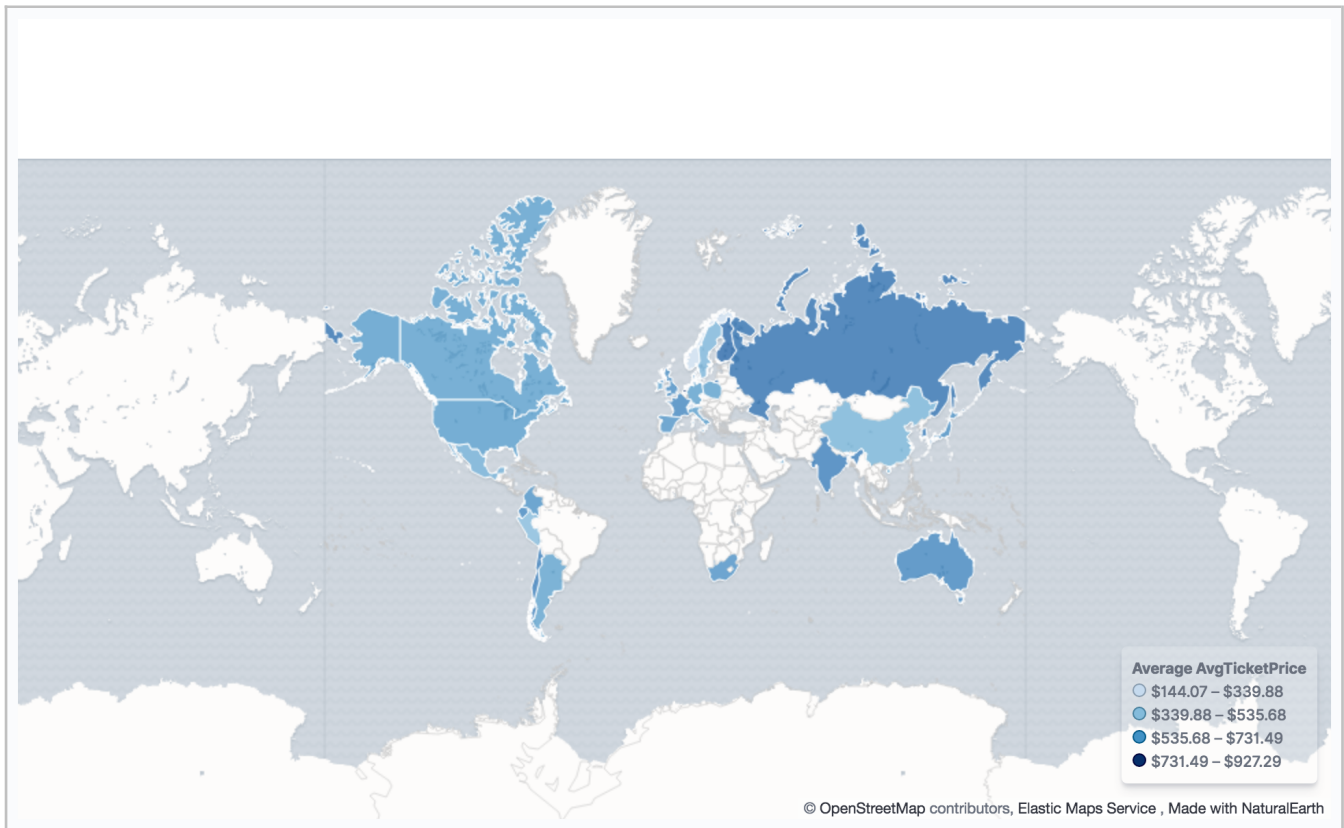 Average AvgTicketPrice
$144.07 – $339.88
$339.88 – $535.68
$535.68 – $731.49
$731.49 – $927.29
© OpenStreetMap contributors, Elastic Maps Service , Made with NaturalEarth